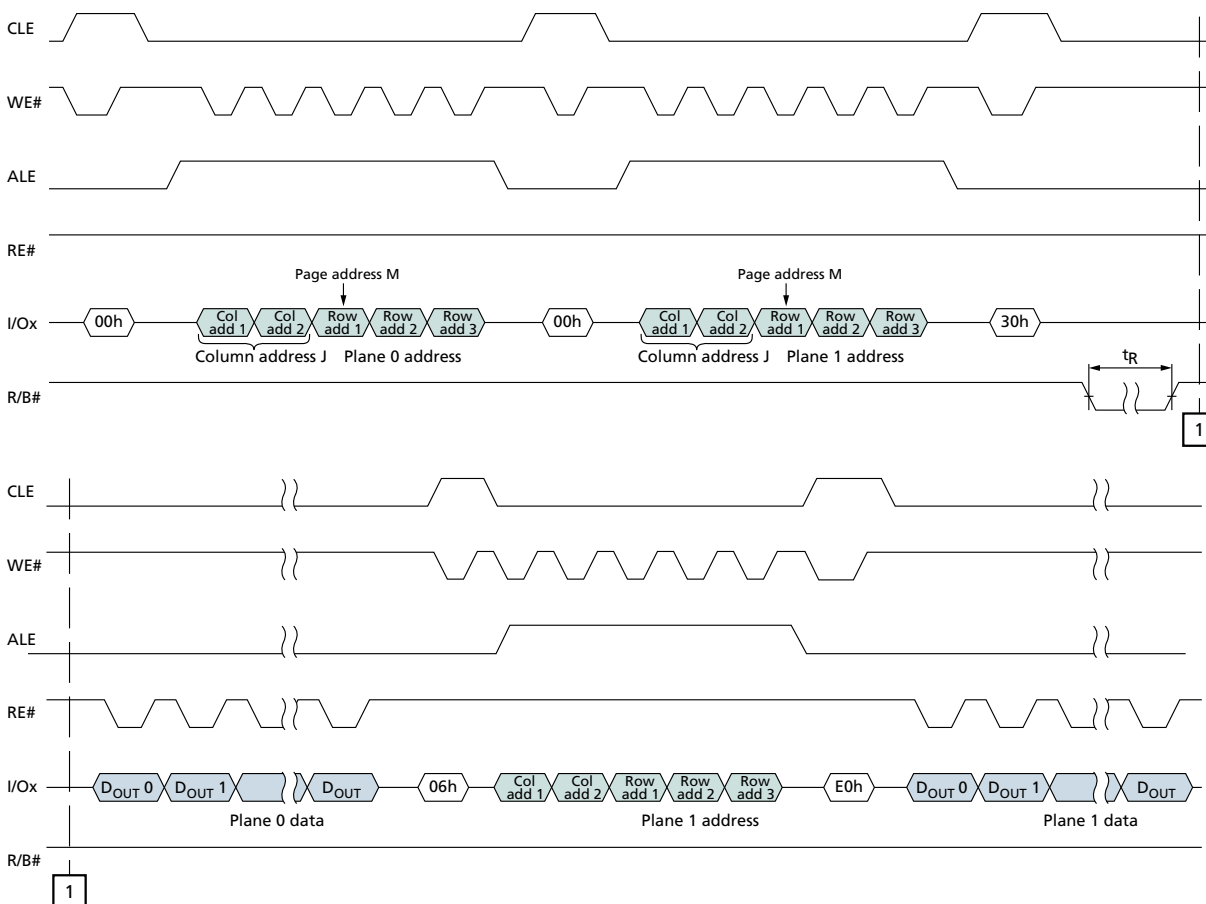 CLE
WE#
ALE
RE#
Page address M
Page address M
I/Ox 00h Col add 1 Col add 2 Row add 1 Row add 2 Row add 3 00h Col add 1 Col add 2 Row add 1 Row add 2 Row add 3 30h
Column address J Plane 0 address Column address J Plane 1 address
tR
R/B#
1
CLE
WE#
ALE
RE#
I/Ox DOUT 0 DOUT 1 DOUT 06h Col add 1 Col add 2 Row add 1 Row add 2 Row add 3 E0h DOUT 0 DOUT 1 DOUT
Plane 0 data Plane 1 address Plane 1 data
R/B#
1